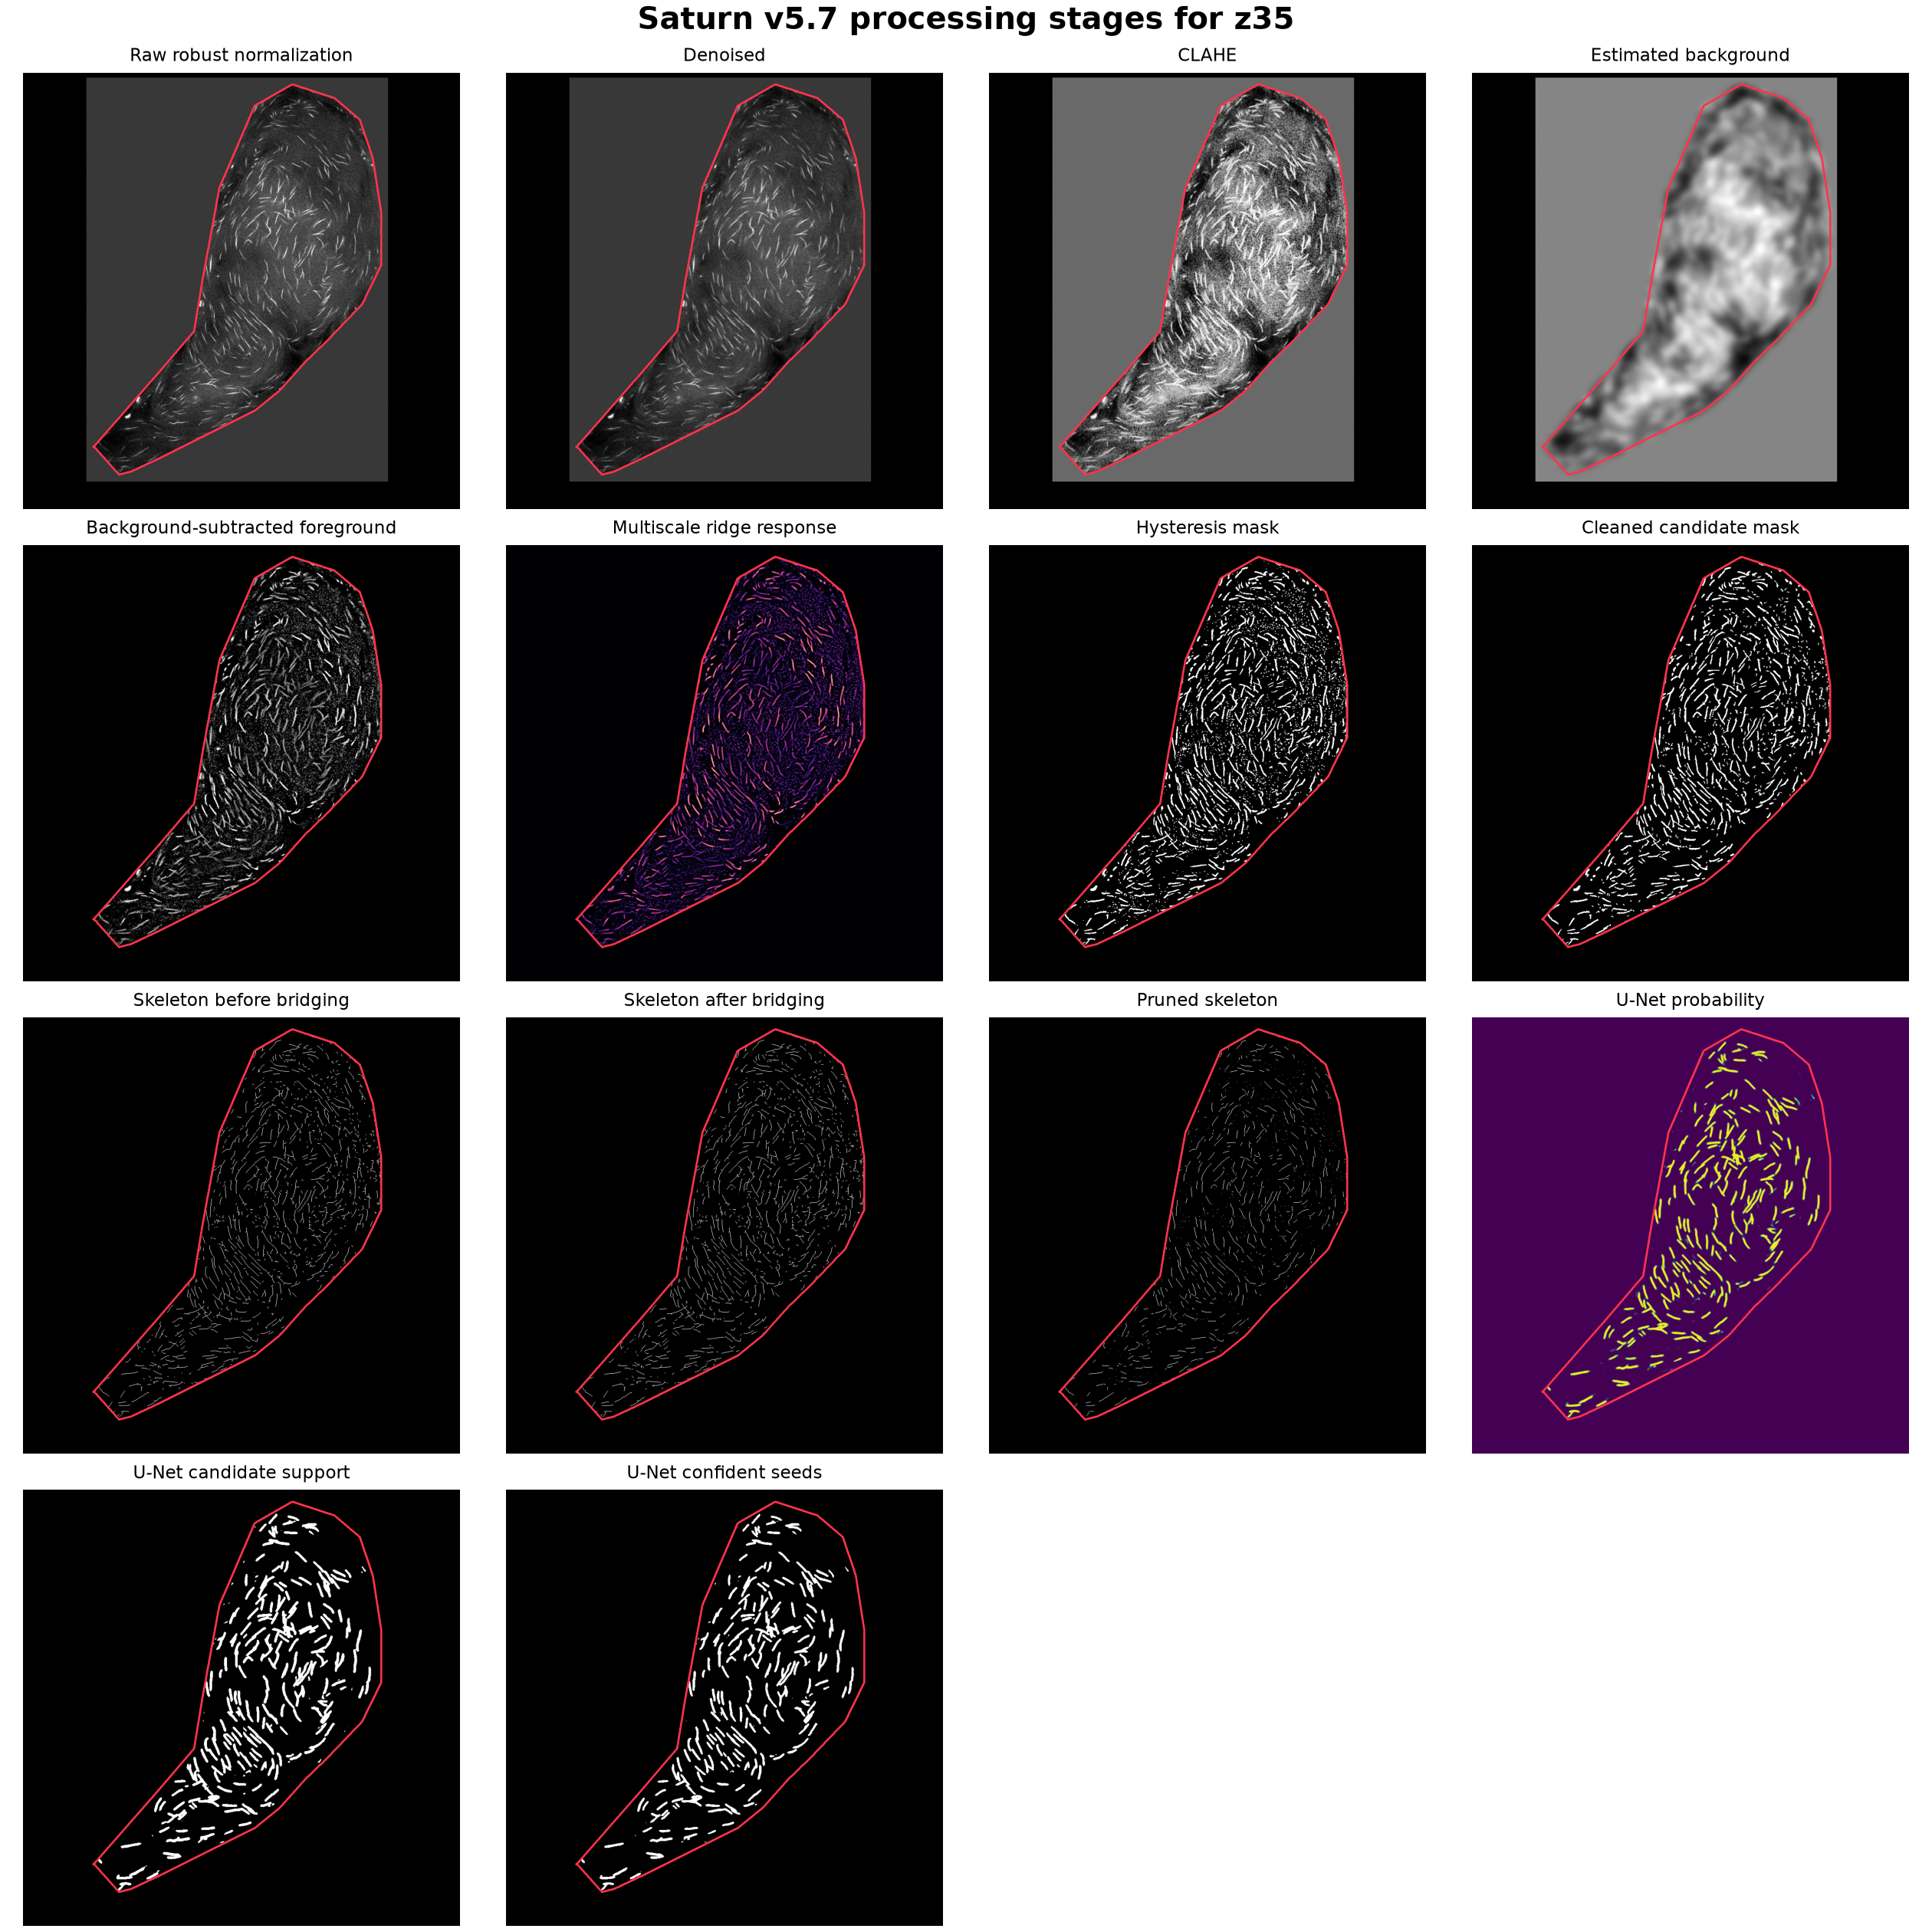 Saturn v5.7 processing stages for z35
Raw robust normalization
Denoised
CLAHE
Estimated background
Background-subtracted foreground
Multiscale ridge response
Hysteresis mask
Cleaned candidate mask
Skeleton before bridging
Skeleton after bridging
Pruned skeleton
U-Net probability
U-Net candidate support
U-Net confident seeds